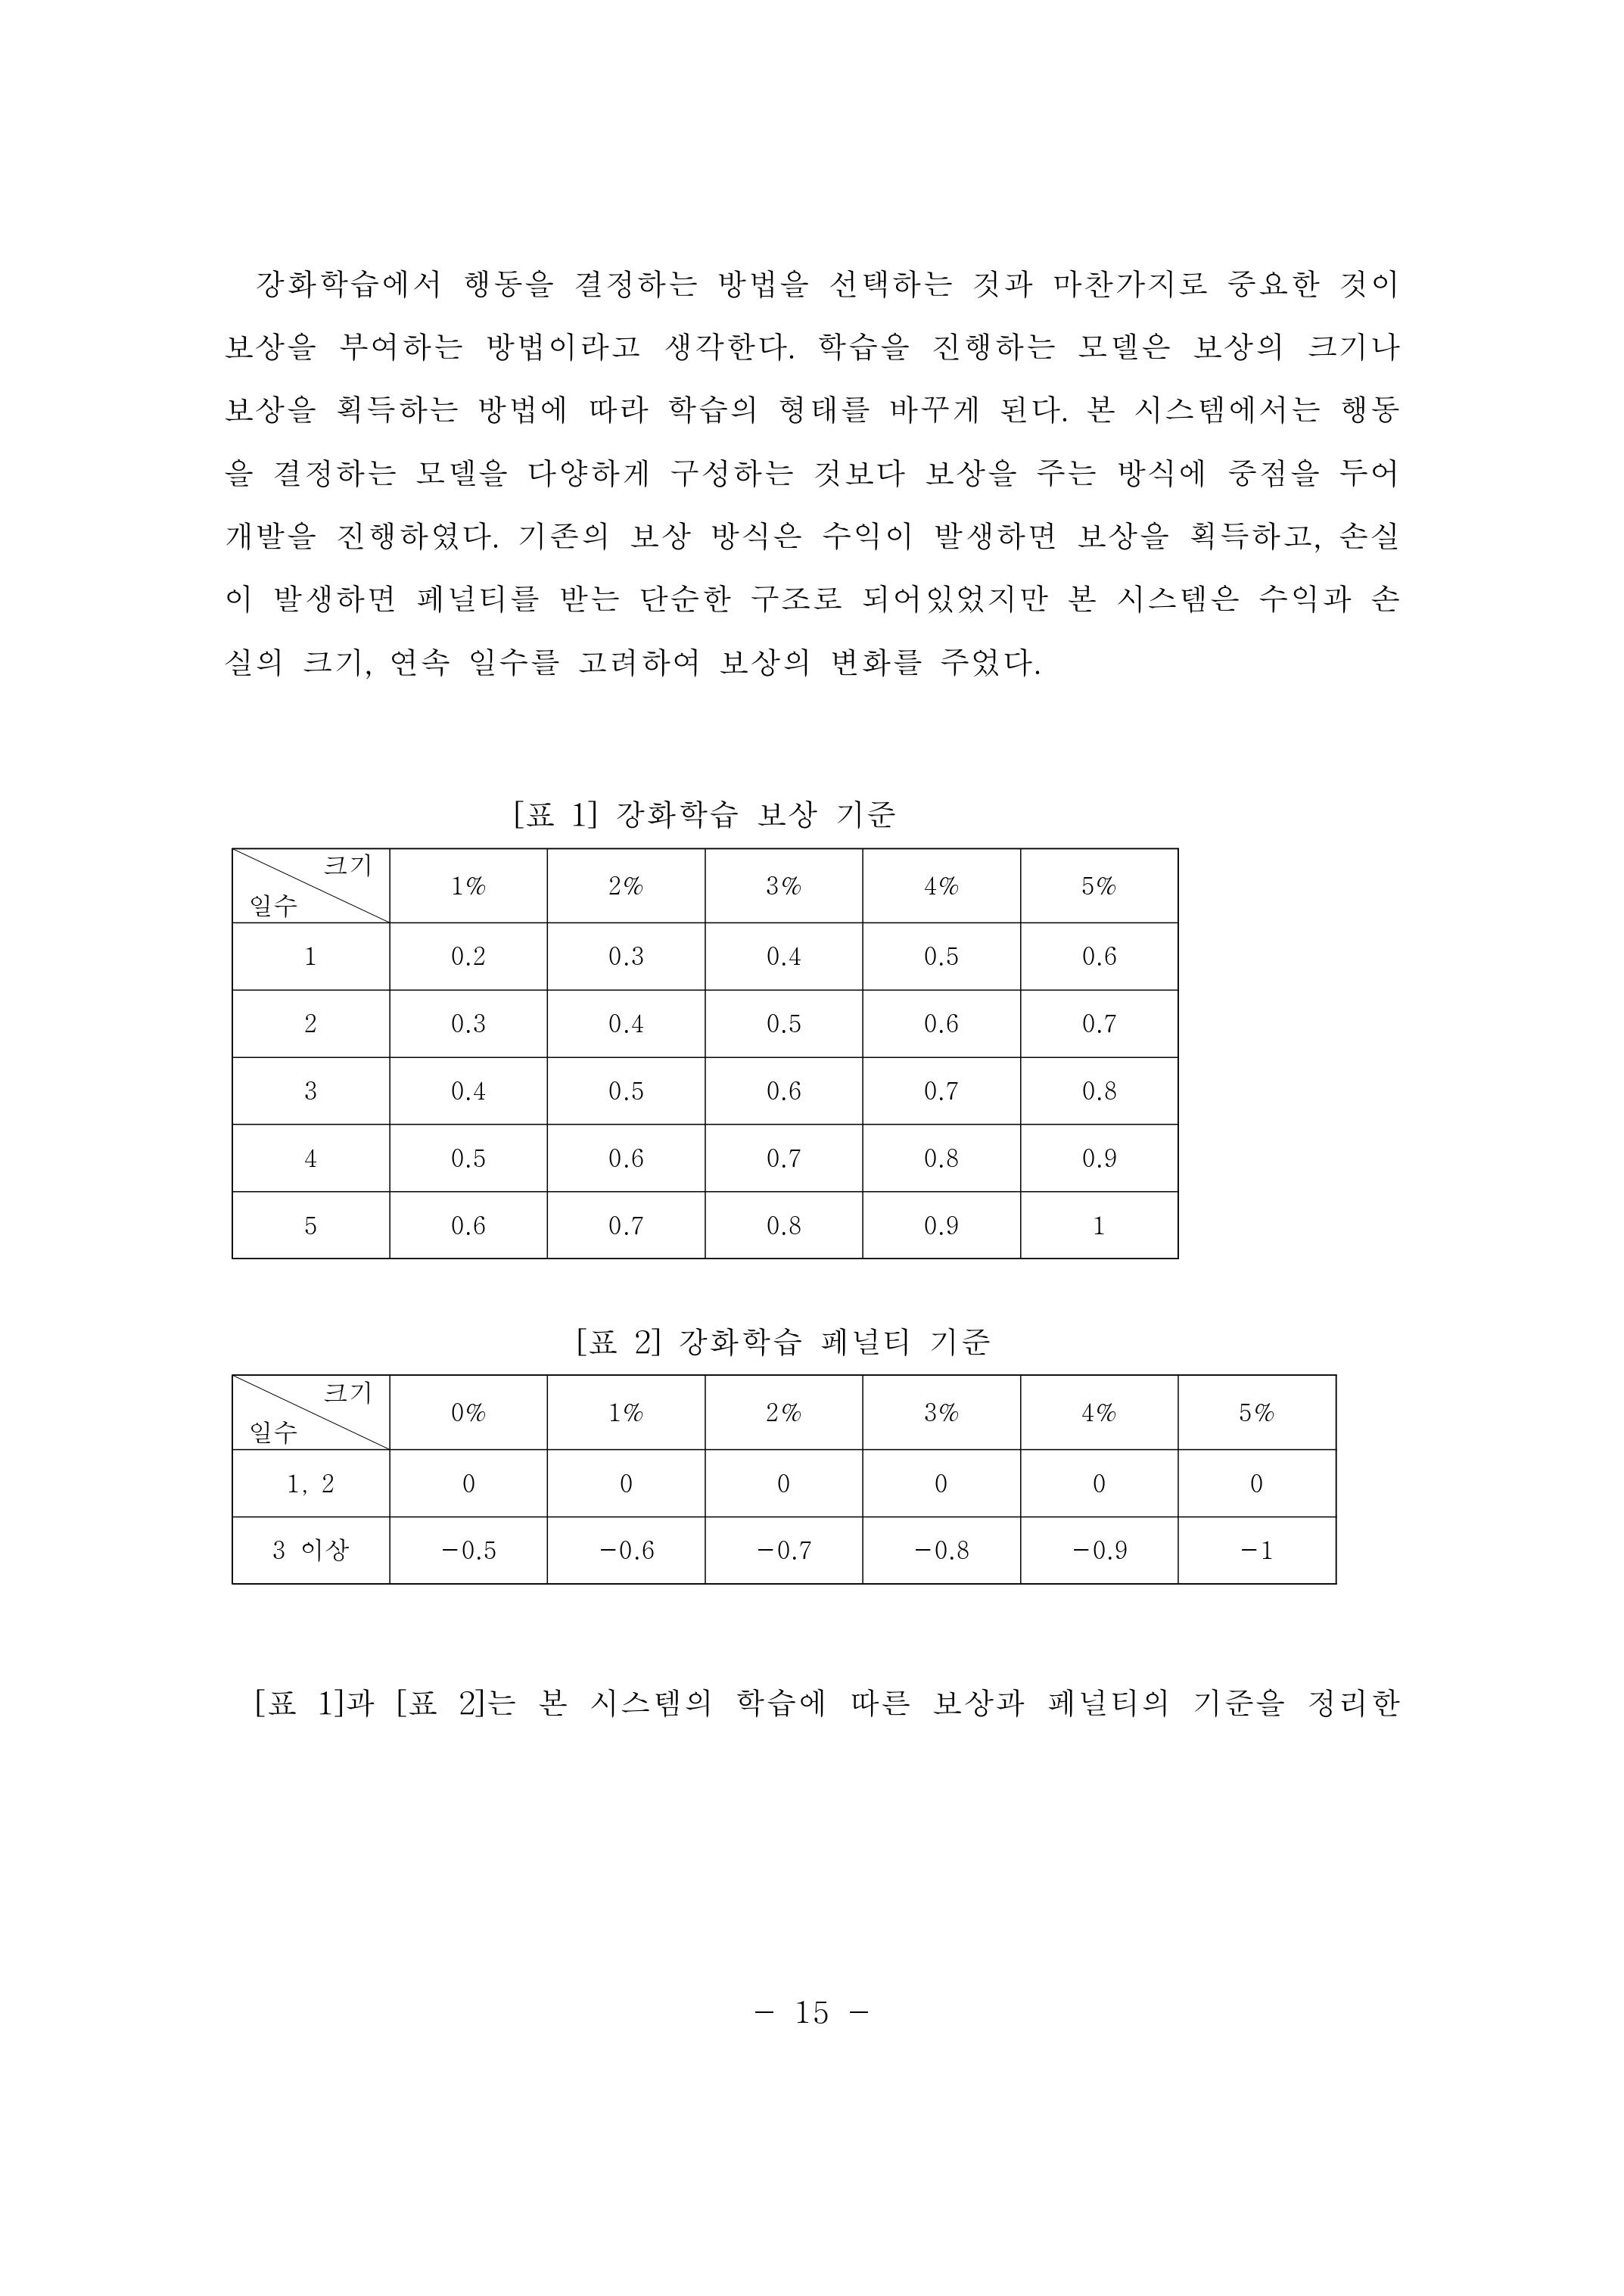 강화학습에서 행동을 결정하는 방법을 선택하는 것과 마찬가지로 중요한 것이
보상을 부여하는 방법이라고 생각한다. 학습을 진행하는 모델은 보상의 크기나
보상을 획득하는 방법에 따라 학습의 형태를 바꾸게 된다. 본 시스템에서는 행동
을 결정하는 모델을 다양하게 구성하는 것보다 보상을 주는 방식에 중점을 두어
개발을 진행하였다. 기존의 보상 방식은 수익이 발생하면 보상을 획득하고, 손실
이 발생하면 페널티를 받는 단순한 구조로 되어있었지만 본 시스템은 수익과 손
실의 크기, 연속 일수를 고려하여 보상의 변화를 주었다.
[표 1] 강화학습 보상 기준
크기
일수
1% 2% 3% 4% 5%
1 0.2 0.3 0.4 0.5 0.6
2 0.3 0.4 0.5 0.6 0.7
3 0.4 0.5 0.6 0.7 0.8
4 0.5 0.6 0.7 0.8 0.9
5 0.6 0.7 0.8 0.9 1
[표 2] 강화학습 페널티 기준
크기
일수
0% 1% 2% 3% 4% 5%
1, 2 0 0 0 0 0 0
3 이상 -0.5 -0.6 -0.7 -0.8 -0.9 -1
[표 1]과 [표 2]는 본 시스템의 학습에 따른 보상과 페널티의 기준을 정리한
- 15 -